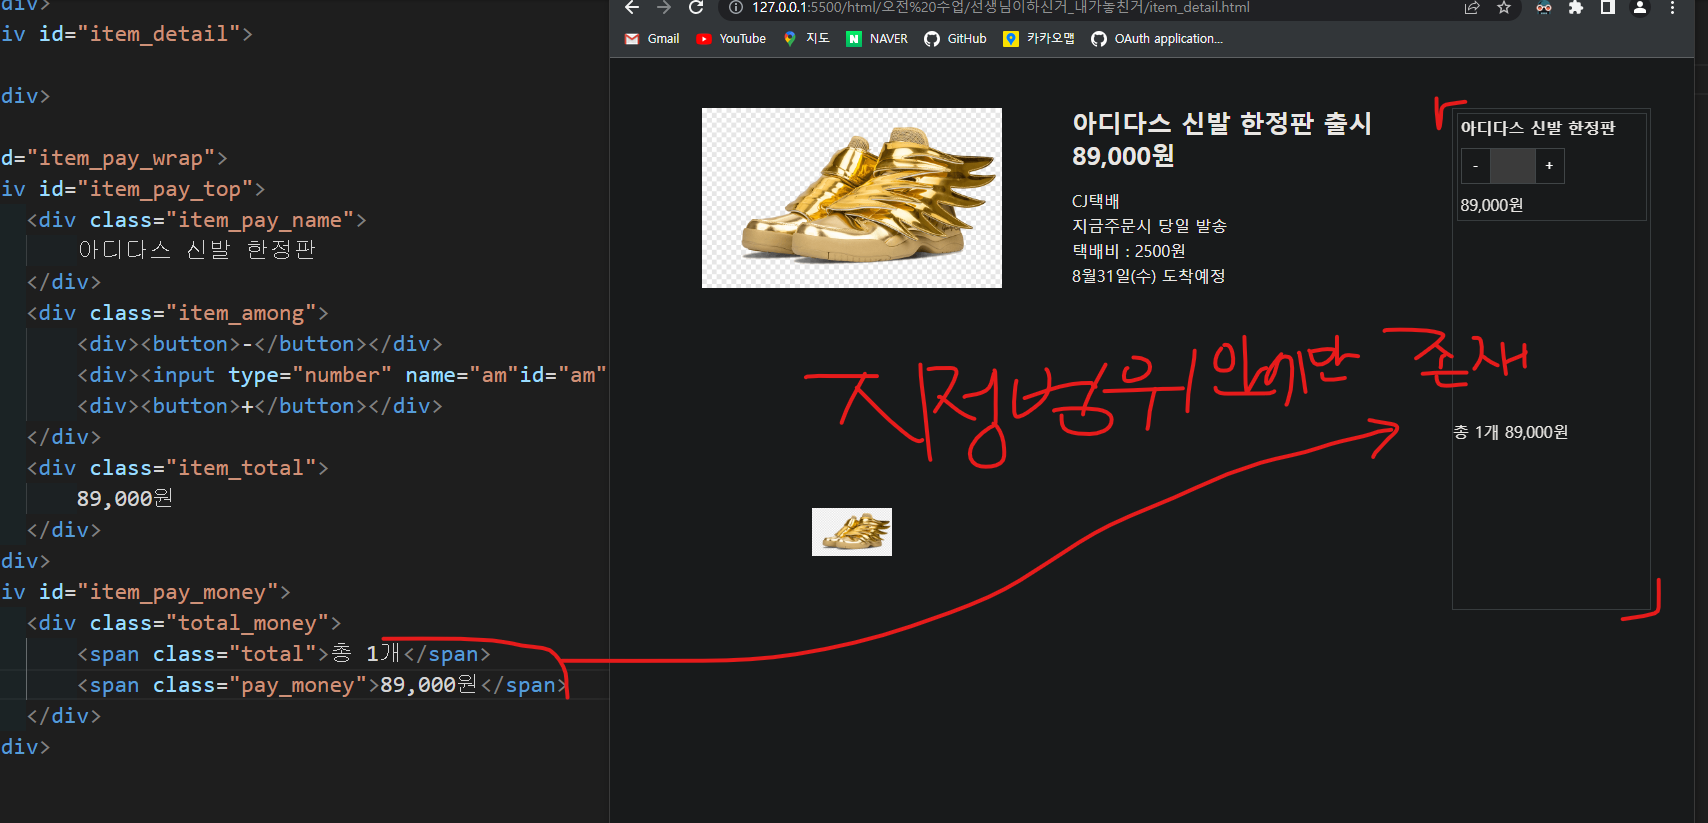 div>
iv id="item_detail">
div>
d="item_pay_wrap">
iv id="item_pay_top">
<div class="item_pay_name">
아디다스 신발 한정판
</div>
<div class="item_among">
<div><button>-</button></div>
<div><input type="number" name="am"id="am"
<div><button>+</button></div>
</div>
<div class="item_total">
89,000원
</div>
div>
iv id="item_pay_money">
<div class="total_money">
<span class="total">총 1개</span>
<span class="pay_money">89,000원</span>
</div>
div>
127.0.0.1:5500/html/오전%20수업/선생님이하신거_내가놓친거/item_detail.html
Gmail YouTube 지도 NAVER GitHub 카카오맵 OAuth application...
아디다스 신발 한정판 출시
89,000원
CJ택배
지금주문시 당일 발송
택배비 : 2500원
8월31일(수) 도착예정
아디다스 신발 한정판
- +
89,000원
지정범위 안에만 존재
총 1개 89,000원